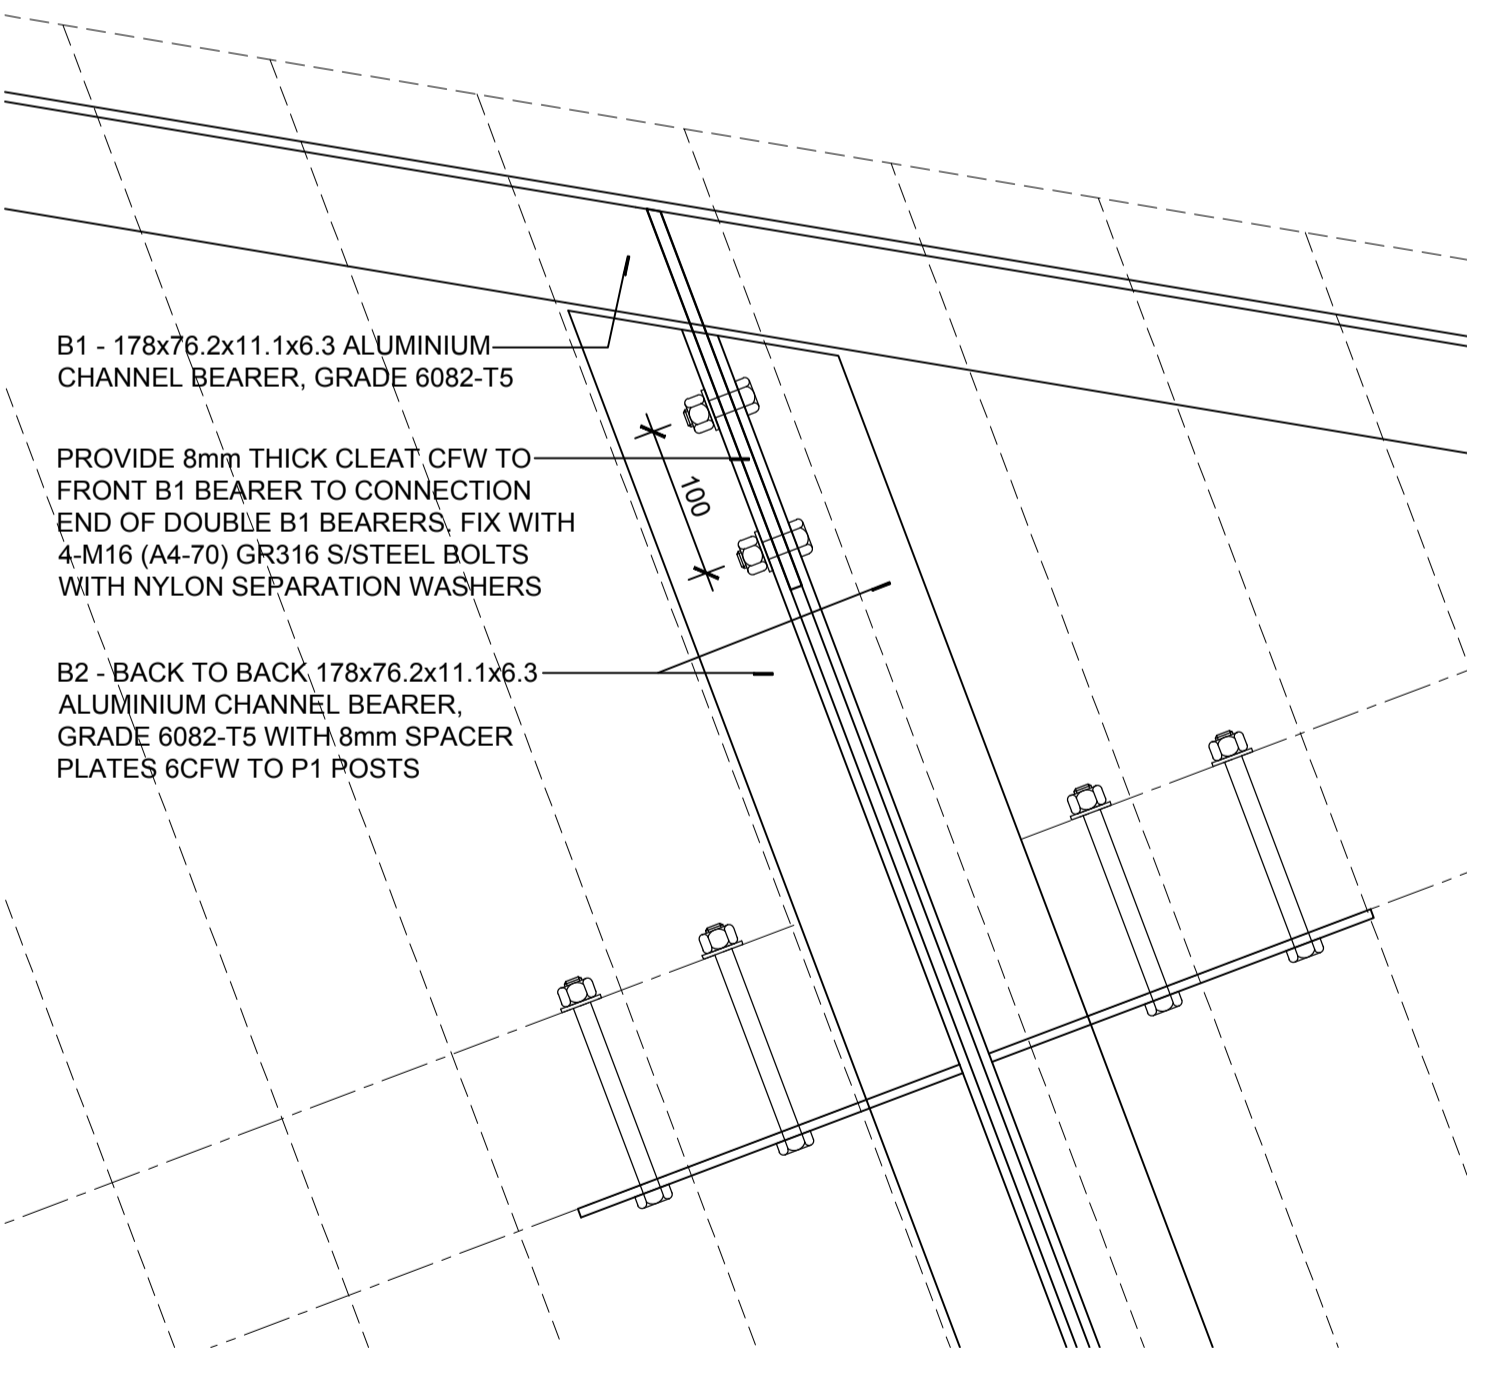 B1 - 178x76.2x11.1x6.3 ALUMINIUM
CHANNEL BEARER, GRADE 6082-T5
PROVIDE 8mm THICK CLEAT CFW TO
FRONT B1 BEARER TO CONNECTION
END OF DOUBLE B1 BEARERS. FIX WITH
4-M16 (A4-70) GR316 S/STEEL BOLTS
WITH NYLON SEPARATION WASHERS
100
B2 - BACK TO BACK 178x76.2x11.1x6.3
ALUMINIUM CHANNEL BEARER,
GRADE 6082-T5 WITH 8mm SPACER
PLATES 6CFW TO P1 POSTS